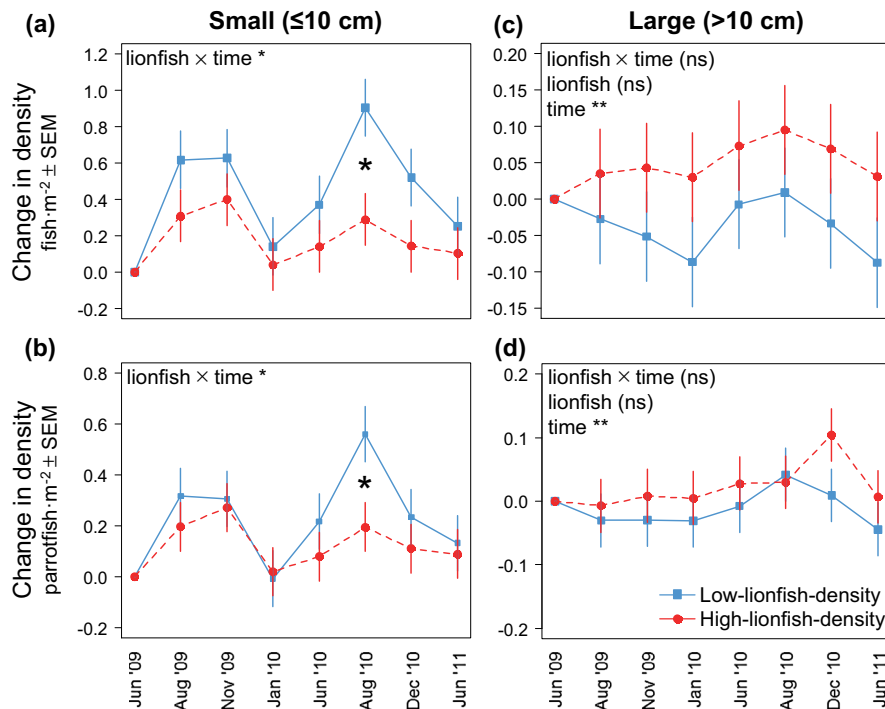 Small (≤10 cm)
Large (>10 cm)
(a)
lionfish × time *
Change in density
fish·m-2 ± SEM
1.2
1.0
0.8
0.6
0.4
0.2
0.0
-0.2
*
(c)
lionfish × time (ns)
lionfish (ns)
time **
0.20
0.15
0.10
0.05
0.00
-0.05
-0.10
-0.15
(b)
lionfish × time *
Change in density
parrotfish·m-2 ± SEM
0.8
0.6
0.4
0.2
0.0
-0.2
*
Jun '09
Aug '09
Nov '09
Jan '10
Jun '10
Aug '10
Dec '10
Jun '11
(d)
lionfish × time (ns)
lionfish (ns)
time **
0.2
0.1
0.0
-0.1
-0.2
Low-lionfish-density
High-lionfish-density
Jun '09
Aug '09
Nov '09
Jan '10
Jun '10
Aug '10
Dec '10
Jun '11